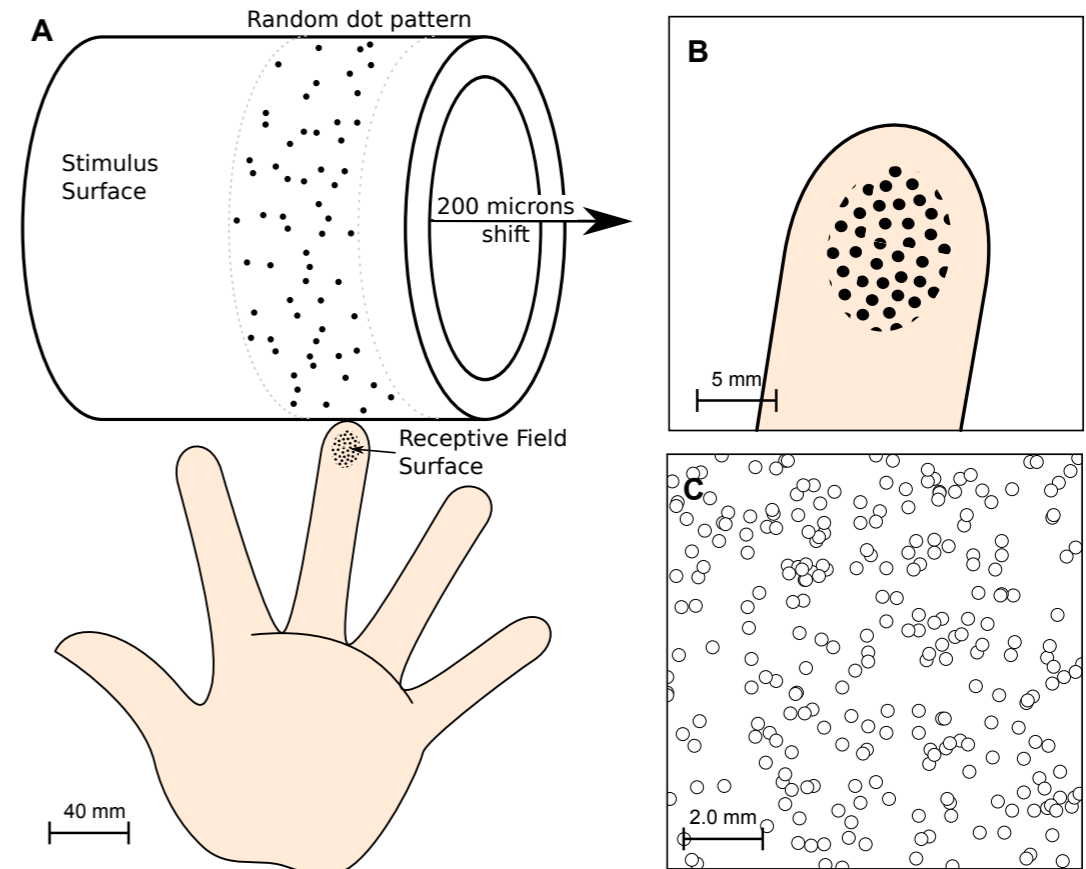 A
Random dot pattern
Stimulus
Surface
200 microns
shift
Receptive Field
Surface
40 mm
B
5 mm
C
2.0 mm